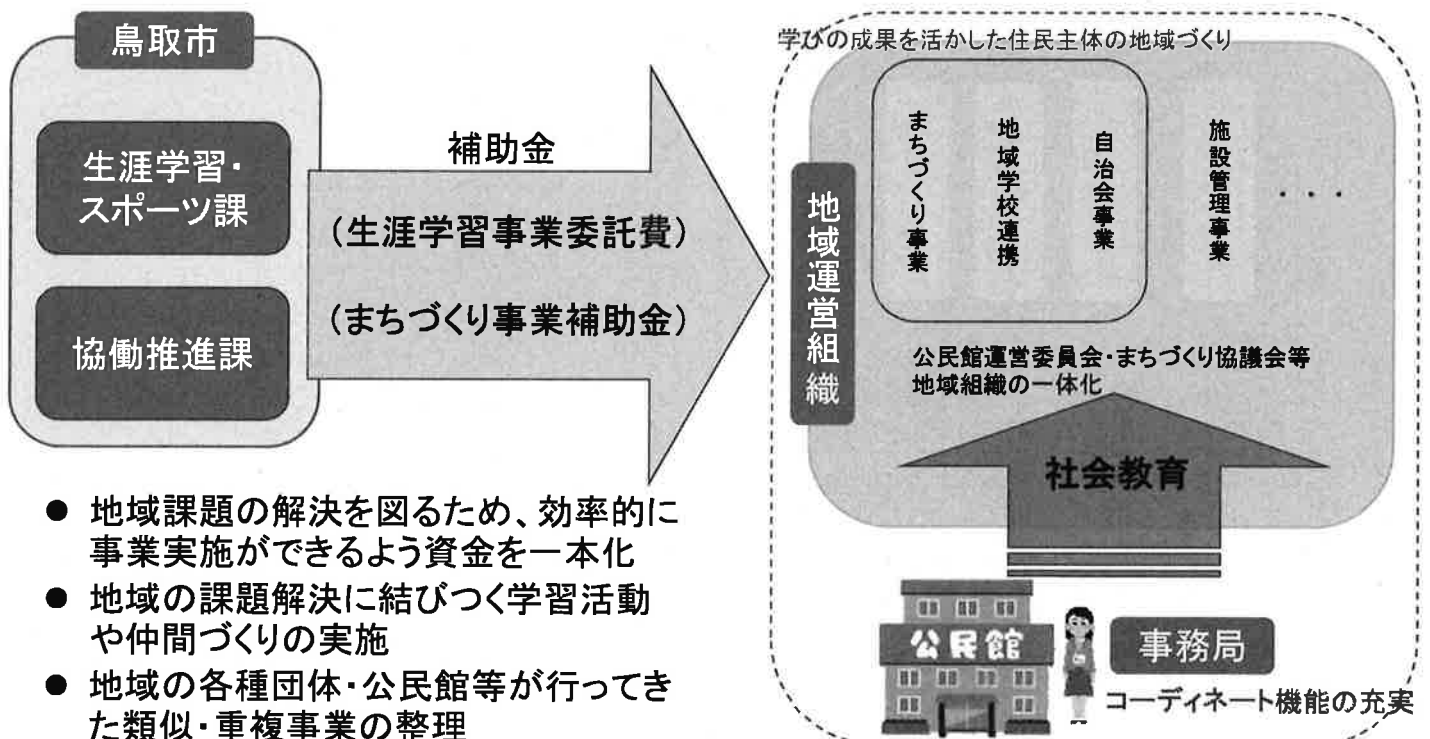 鳥取市
生涯学習・
スポーツ課
協働推進課
補助金
(生涯学習事業委託費)
(まちづくり事業補助金)
● 地域課題の解決を図るため、効率的に
事業実施ができるよう資金を一本化
● 地域の課題解決に結びつく学習活動
や仲間づくりの実施
● 地域の各種団体・公民館等が行ってき
た類似・重複事業の整理
学びの成果を活かした住民主体の地域づくり
地域運営組織
まちづくり事業
地域学校連携
自治会事業
施設管理事業
・・・
公民館運営委員会・まちづくり協議会等
地域組織の一体化
社会教育
公民館
事務局
コーディネート機能の充実